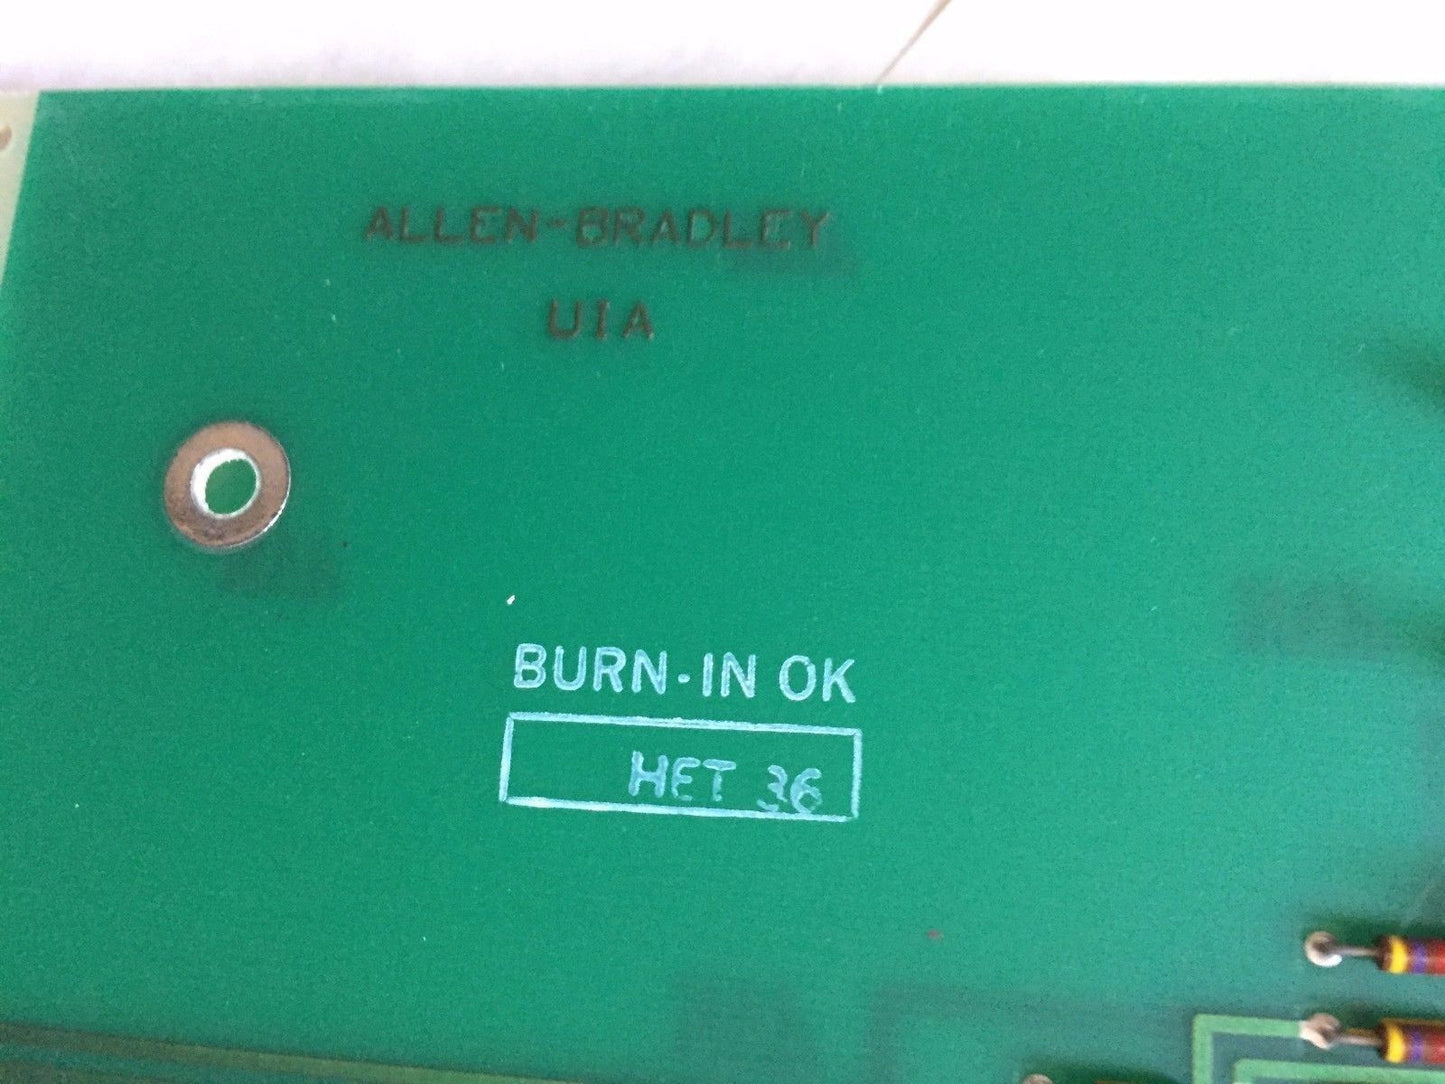 ALLEN-BRADLEY
UIA
BURN-IN OK
HET 36